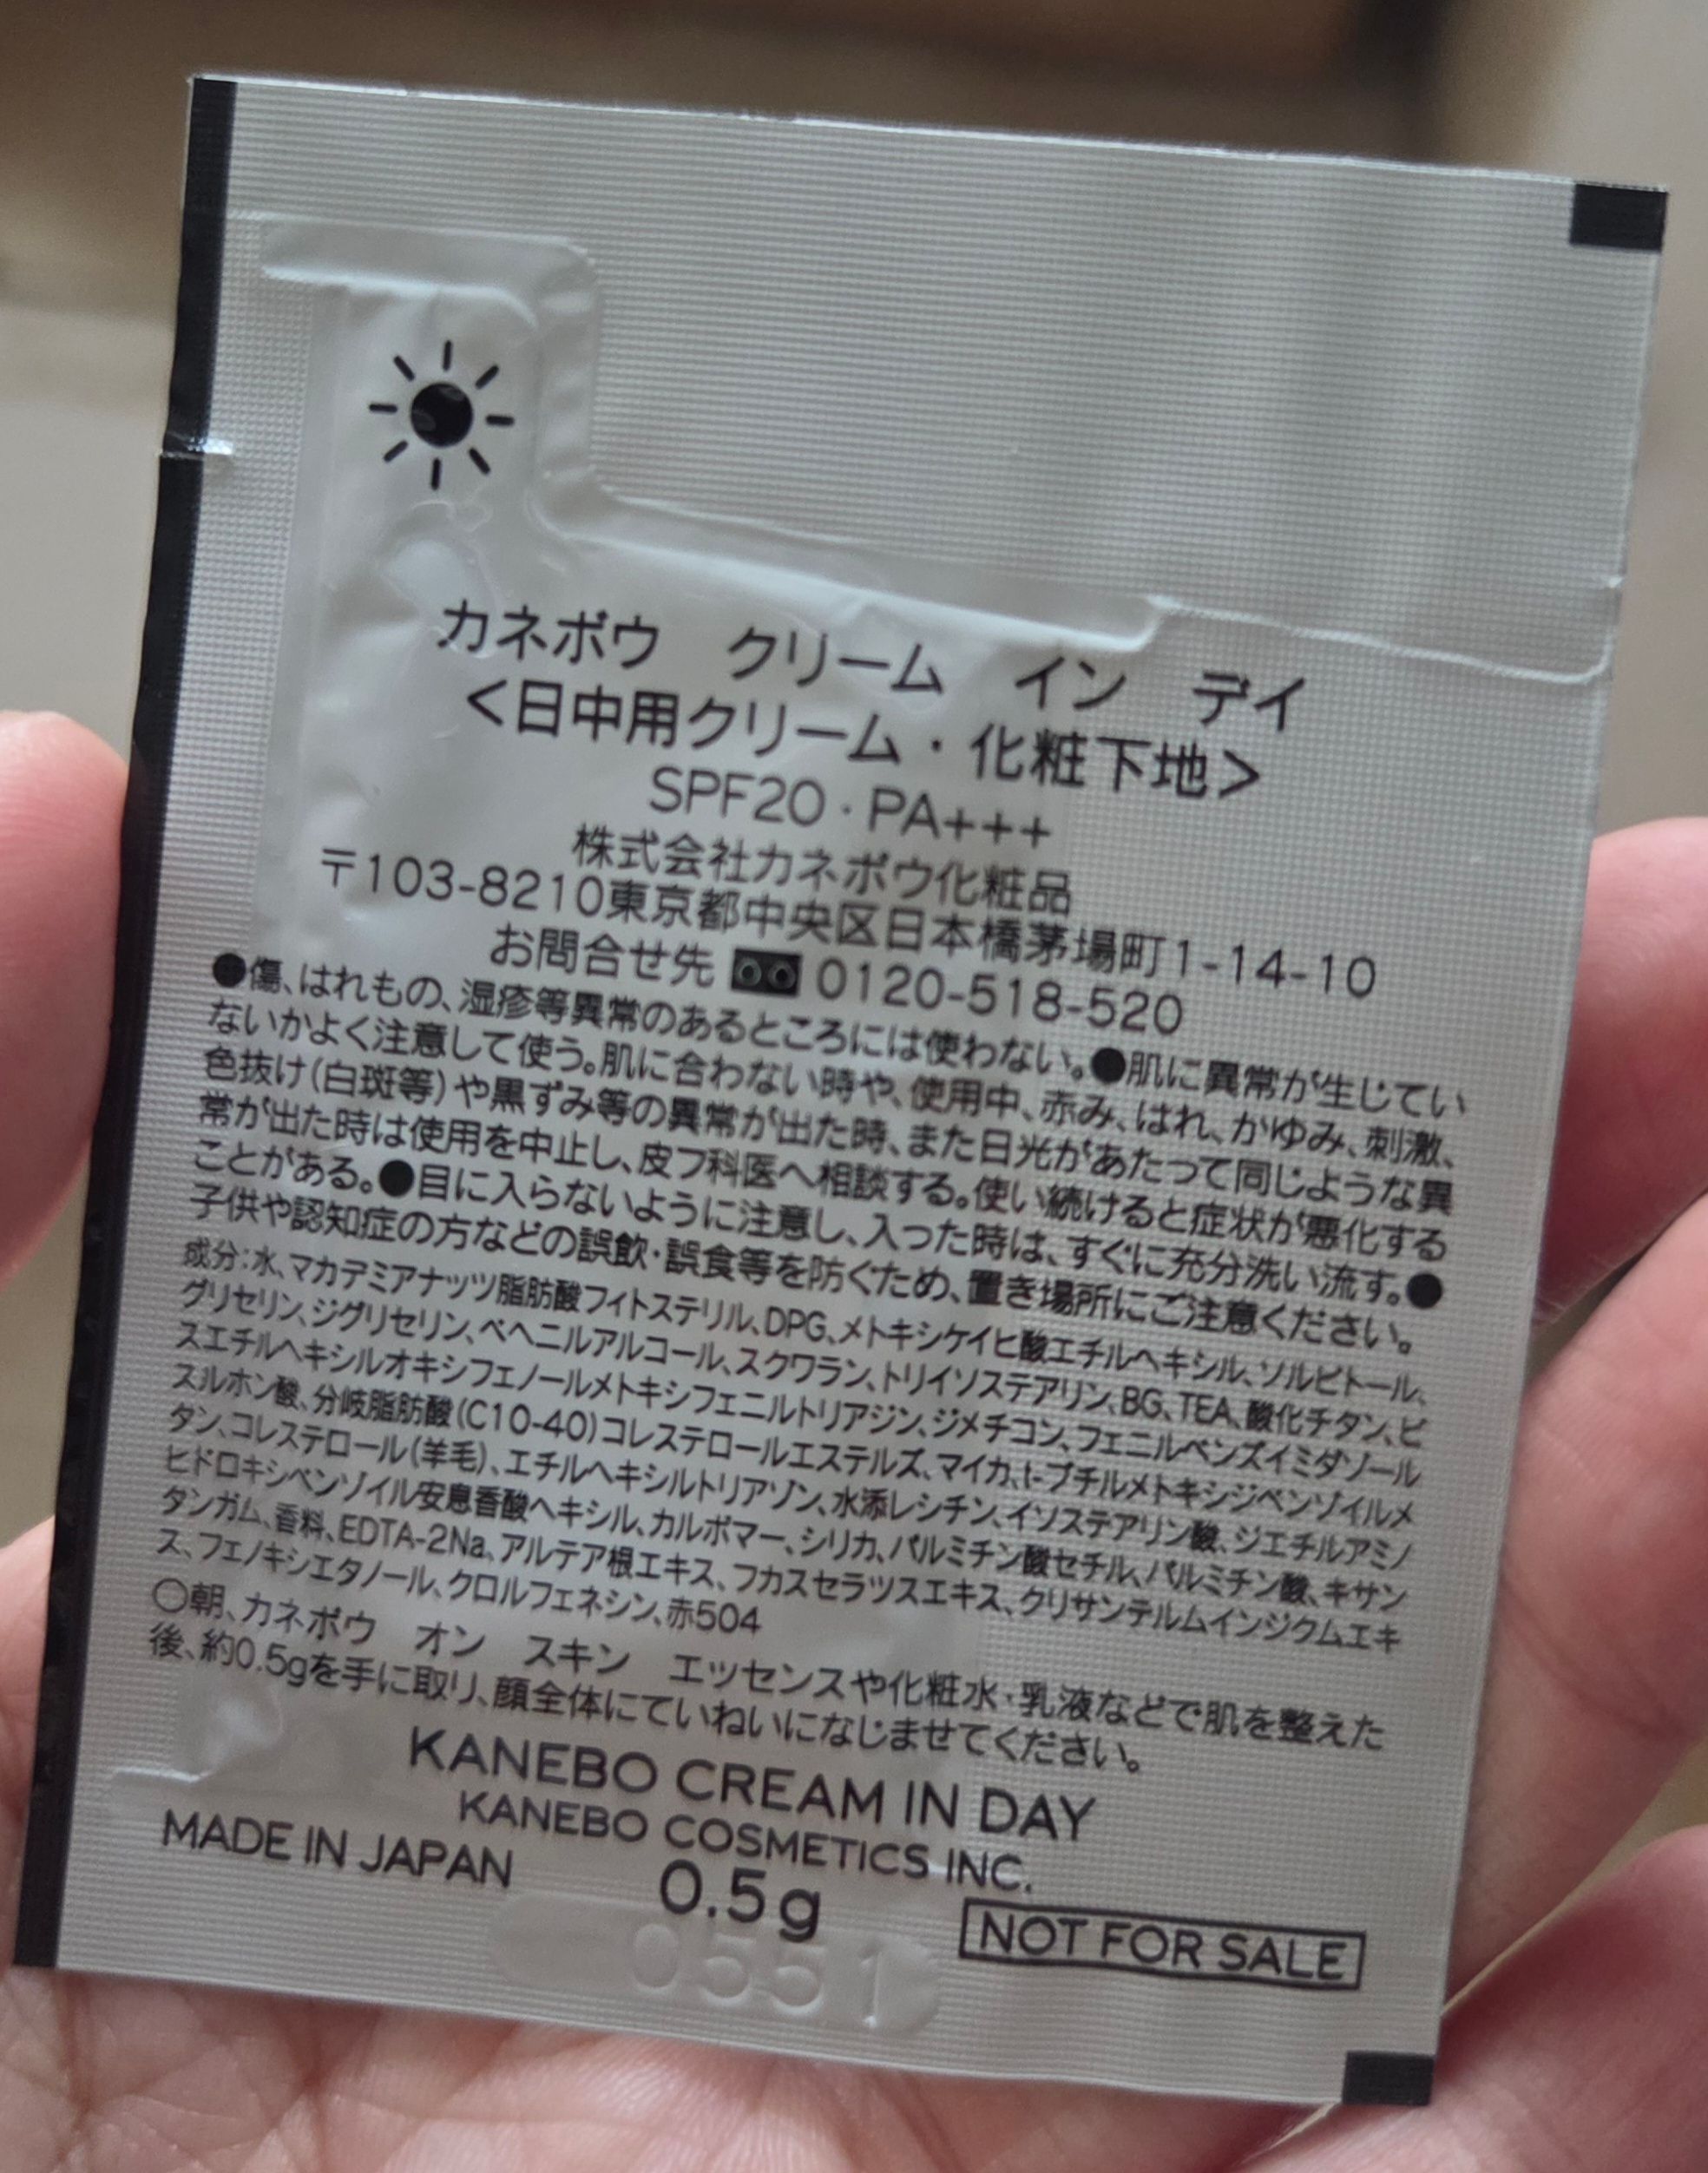 カネボウ クリーム イン デイ
<日中用クリーム・化粧下地>
SPF20・PA+++
株式会社カネボウ化粧品
〒103-8210東京都中央区日本橋茅場町1-14-10
お問合せ先 0120-518-520
●傷、はれもの、湿疹等異常のあるところには使わない。●肌に異常が生じてい
ないかよく注意して使う。肌に合わない時や、使用中、赤み、はれ、かゆみ、刺激、
色抜け(白斑等)や黒ずみ等の異常が出た時、また日光があたって同じような異
常が出た時は使用を中止し、皮フ科医へ相談する。使い続けると症状が悪化する
ことがある。●目に入らないように注意し、入った時は、すぐに充分洗い流す。●
子供や認知症の方などの誤飲・誤食等を防ぐため、置き場所にご注意ください。
成分:水、マカデミアナッツ脂肪酸フィトステリル、DPG、メトキシケイヒ酸エチルヘキシル、ソルビトール、
グリセリン、ジグリセリン、ベヘニルアルコール、スクワラン、トリイソステアリン、BG、TEA、酸化チタン、ビ
スエチルヘキシルオキシフェノールメトキシフェニルトリアジン、ジメチコン、フェニルベンズイミダゾール
スルホン酸、分岐脂肪酸(C10-40)コレステロールエステルズ、マイカ、t-ブチルメトキシジベンゾイルメ
タン、コレステロール(羊毛)、エチルヘキシルトリアゾン、水添レシチン、イソステアリン酸、ジエチルアミノ
ヒドロキシベンゾイル安息香酸ヘキシル、カルボマー、シリカ、パルミチン酸セチル、パルミチン酸、キサン
タンガム、香料、EDTA-2Na、アルテア根エキス、フカスセラツスエキス、クリサンテルムインジクムエキ
ス、フェノキシエタノール、クロルフェネシン、赤504
○朝、カネボウ オン スキン エッセンスや化粧水・乳液などで肌を整えた
後、約0.5gを手に取り、顔全体にていねいになじませてください。
KANEBO CREAM IN DAY
KANEBO COSMETICS INC.
MADE IN JAPAN 0.5g NOT FOR SALE
0551